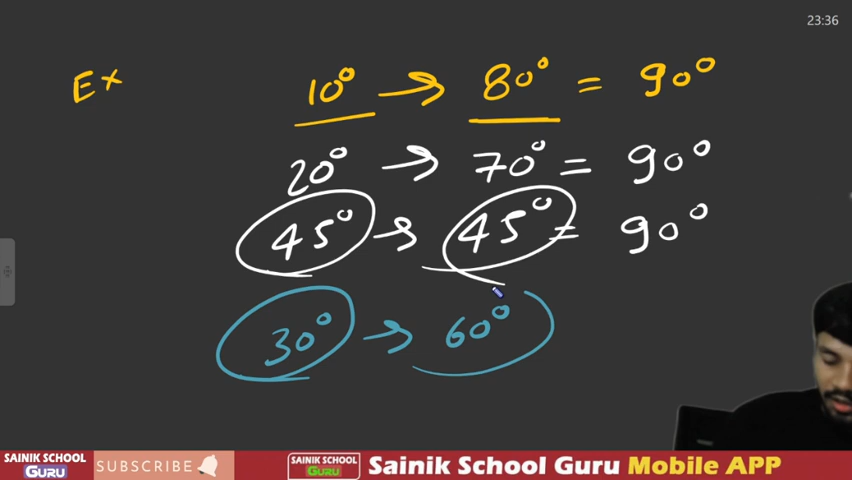 23:36
Ex 10° → 80° = 90°
20° → 70° = 90°
45° → 45° = 90°
30° → 60°
SAINIK SCHOOL
GURU
SUBSCRIBE
SAINIK SCHOOL
GURU
Sainik School Guru Mobile APP